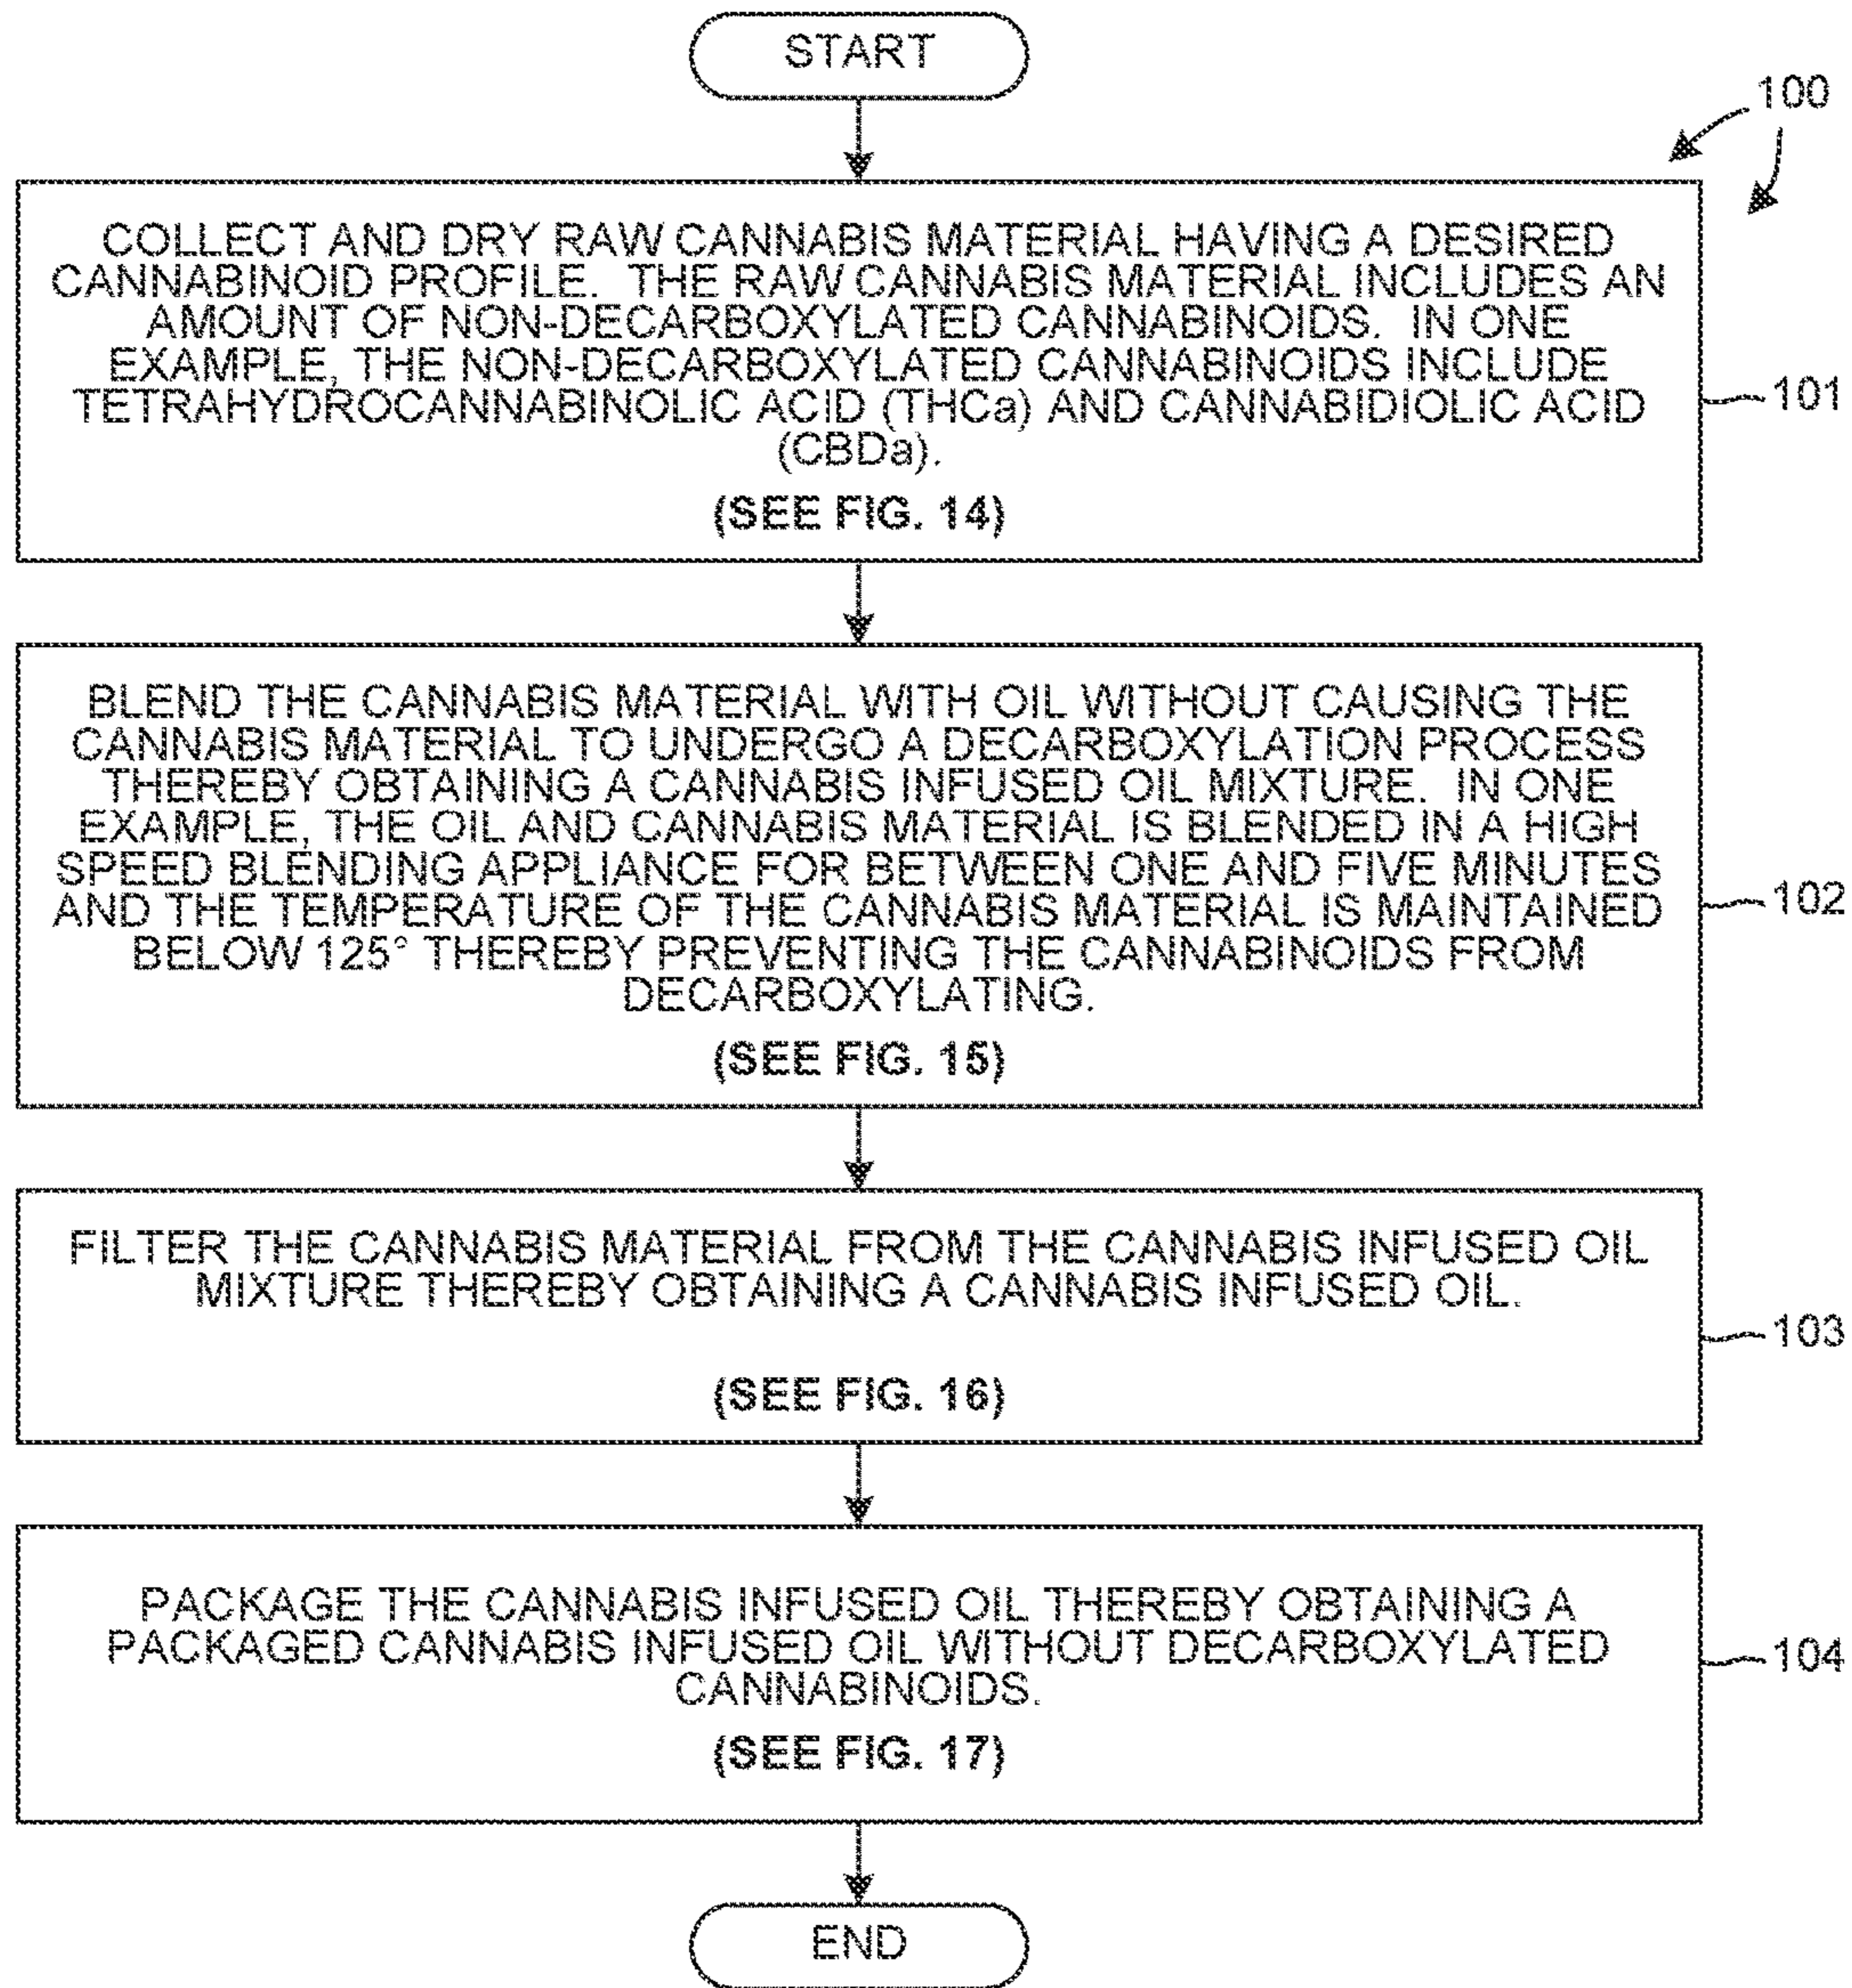 START
100
COLLECT AND DRY RAW CANNABIS MATERIAL HAVING A DESIRED
CANNABINOID PROFILE. THE RAW CANNABIS MATERIAL INCLUDES AN
AMOUNT OF NON-DECARBOXYLATED CANNABINOIDS. IN ONE
EXAMPLE, THE NON-DECARBOXYLATED CANNABINOIDS INCLUDE
TETRAHYDROCANNABINOLIC ACID (THCa) AND CANNABIDIOLIC ACID
(CBDa).
(SEE FIG. 14)
101
BLEND THE CANNABIS MATERIAL WITH OIL WITHOUT CAUSING THE
CANNABIS MATERIAL TO UNDERGO A DECARBOXYLATION PROCESS
THEREBY OBTAINING A CANNABIS INFUSED OIL MIXTURE. IN ONE
EXAMPLE, THE OIL AND CANNABIS MATERIAL IS BLENDED IN A HIGH
SPEED BLENDING APPLIANCE FOR BETWEEN ONE AND FIVE MINUTES
AND THE TEMPERATURE OF THE CANNABIS MATERIAL IS MAINTAINED
BELOW 125° THEREBY PREVENTING THE CANNABINOIDS FROM
DECARBOXYLATING.
(SEE FIG. 15)
102
FILTER THE CANNABIS MATERIAL FROM THE CANNABIS INFUSED OIL
MIXTURE THEREBY OBTAINING A CANNABIS INFUSED OIL.
(SEE FIG. 16)
103
PACKAGE THE CANNABIS INFUSED OIL THEREBY OBTAINING A
PACKAGED CANNABIS INFUSED OIL WITHOUT DECARBOXYLATED
CANNABINOIDS.
(SEE FIG. 17)
104
END